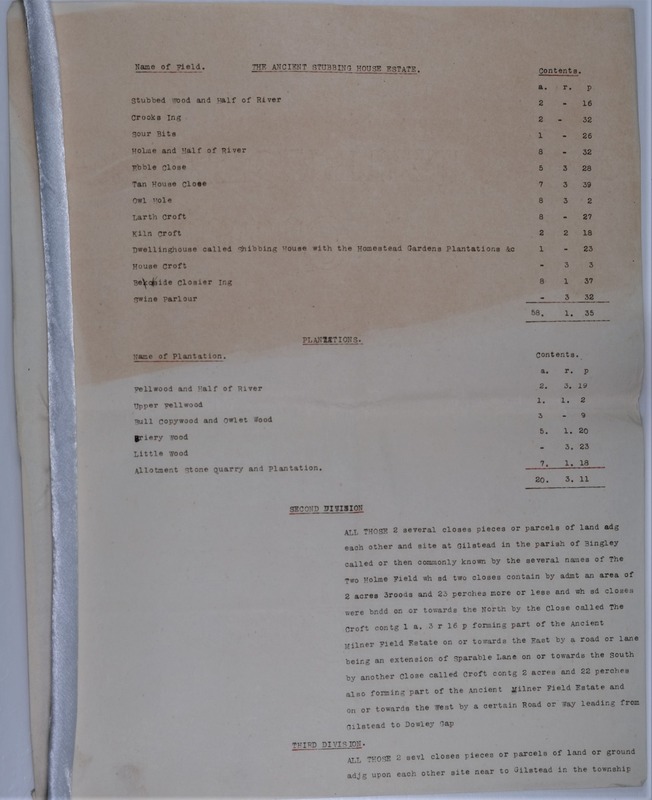 Name of Field. THE ANCIENT STUBBING HOUSE ESTATE. Contents.
a. r. p
Stubbed Wood and Half of River 2 - 16
Crooks Ing 2 - 32
Sour Bits 1 - 26
Holme and Half of River 8 - 32
Ebble Close 5 3 28
Tan House Close 7 3 39
Owl Hole 8 3 2
Larth Croft 8 - 27
Kiln Croft 2 2 18
Dwellinghouse called Shibbing House with the Homestead Gardens Plantations &c 1 - 23
House Croft - 3 3
Closier Ing 8 1 37
Swine Parlour - 3 32
58. 1. 35
PLANTATIONS.
Name of Plantation. Contents.
a. r. p
Fellwood and Half of River 2. 3. 19
Upper Fellwood 1. 1. 2
Bull Copywood and Owlet Wood 3 - 9
Briery Wood 5. 1. 20
Little Wood - 3. 23
Allotment Stone quarry and Plantation. 7. 1. 18
20. 3. 11
SECOND DIVISION
ALL THOSE 2 several closes pieces or parcels of land adg
each other and site at Gilstead in the parish of Bingley
called or then commonly known by the several names of The
Two Holme Field wh sd two closes contain by admt an area of
2 acres 3roods and 23 perches more or less and wh sd closes
were bndd on or towards the North by the Close called The
Croft contg 1 a. 3 r 16 p forming part of the Ancient
Milner Field Estate on or towards the East by a road or lane
being an extension of Sparable Lane on or towards the South
by another Close called Croft contg 2 acres and 22 perches
also forming part of the Ancient Milner Field Estate and
on or towards the West by a certain Road or Way leading from
Gilstead to Dowley Gap
THIRD DIVISION.
ALL THOSE 2 sevl closes pieces or parcels of land or ground
adjg upon each other site near to Gilstead in the township